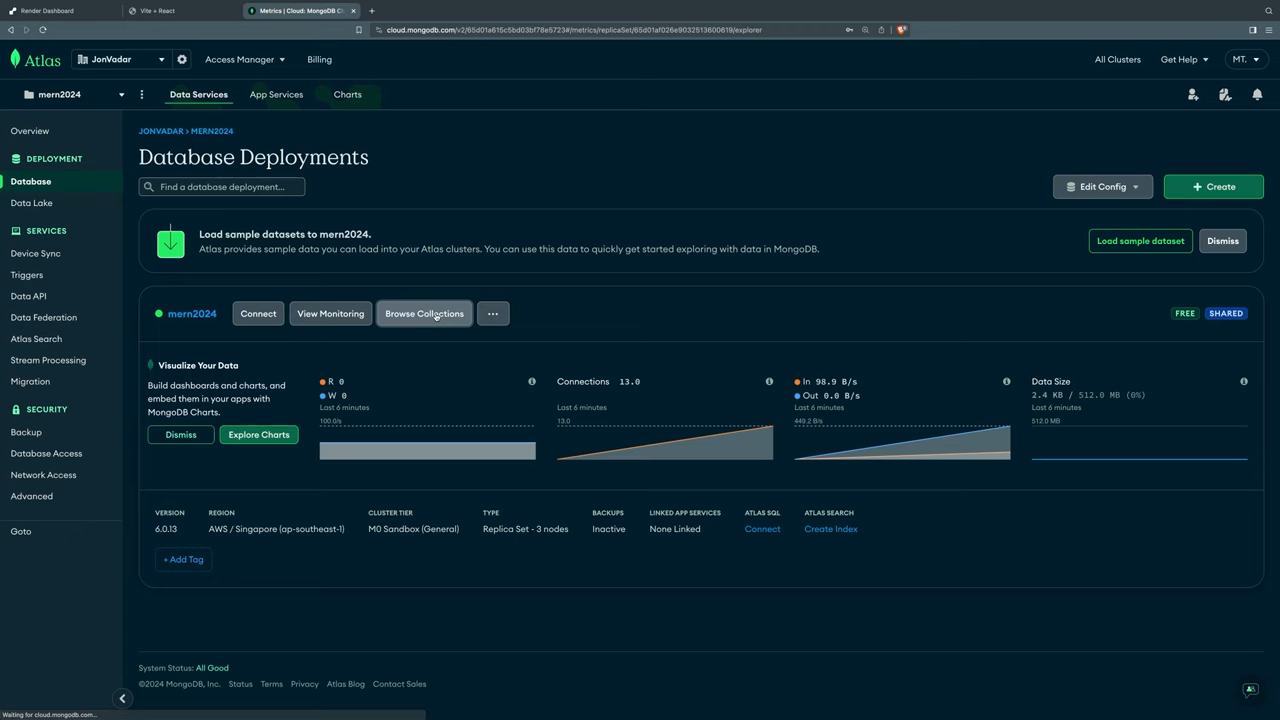 Render Dashboard
Vite + React
Metrics | Cloud: MongoDB C
cloud.mongodb.com/v2/65d01a615c5bd03bf78e5723#/metrics/replicaSet/65d01af026e9032513600619/explorer
Atlas
JonVadar
Access Manager
Billing
All Clusters
Get Help
MT.
mern2024
Data Services
App Services
Charts
Overview
DEPLOYMENT
Database
Data Lake
SERVICES
Device Sync
Triggers
Data API
Data Federation
Atlas Search
Stream Processing
Migration
SECURITY
Backup
Database Access
Network Access
Advanced
Goto
JONVADAR > MERN2024
Database Deployments
Find a database deployment...
Edit Config
+ Create
Load sample datasets to mern2024.
Atlas provides sample data you can load into your Atlas clusters. You can use this data to quickly get started exploring with data in MongoDB.
Load sample dataset
Dismiss
mern2024
Connect
View Monitoring
Browse Collections
...
FREE
SHARED
Visualize Your Data
Build dashboards and charts, and
embed them in your apps with
MongoDB Charts.
Dismiss
Explore Charts
R 0
W 0
Last 6 minutes
100.0/s
Connections 13.0
Last 6 minutes
13.0
In 98.9 B/s
Out 0.0 B/s
Last 6 minutes
449.2 B/s
Data Size
2.4 KB / 512.0 MB (0%)
Last 6 minutes
512.0 MB
VERSION
6.0.13
REGION
AWS / Singapore (ap-southeast-1)
CLUSTER TIER
M0 Sandbox (General)
TYPE
Replica Set - 3 nodes
BACKUPS
Inactive
LINKED APP SERVICES
None Linked
ATLAS SQL
Connect
ATLAS SEARCH
Create Index
+ Add Tag
System Status: All Good
©2024 MongoDB, Inc.
Status
Terms
Privacy
Atlas Blog
Contact Sales
Waiting for cloud.mongodb.com...